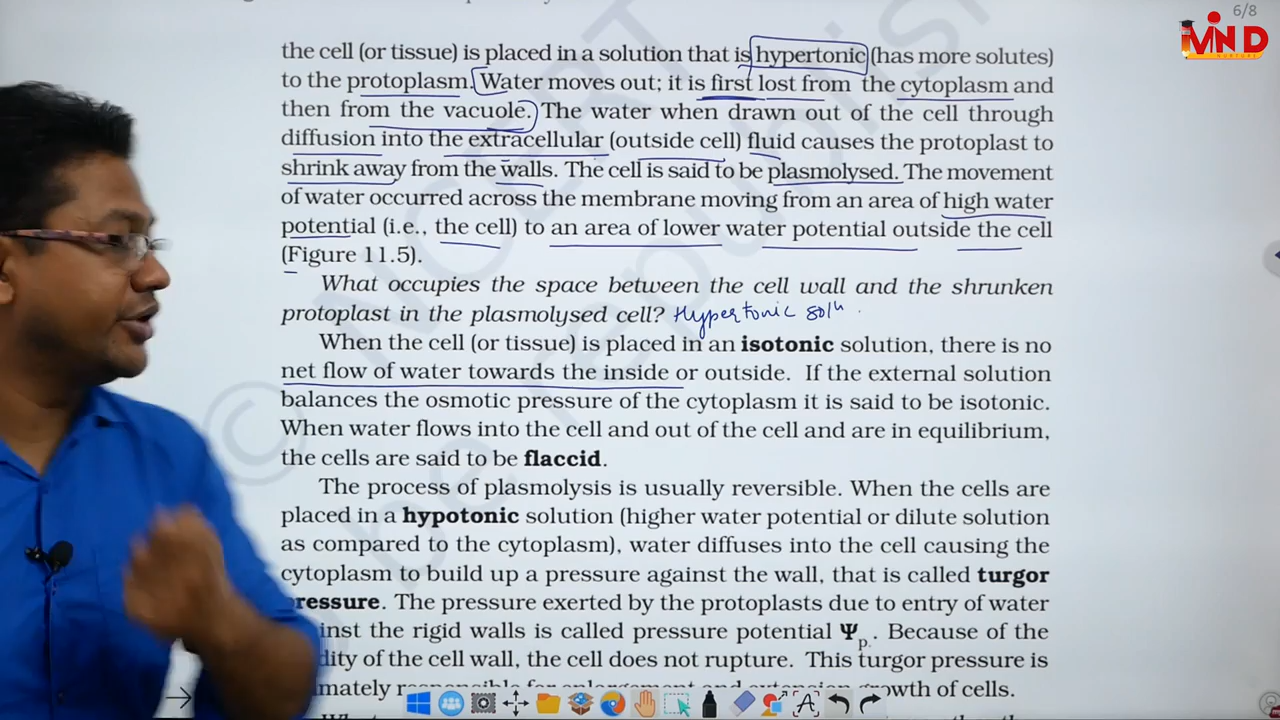 6/8
MIND
NURTURE
the cell (or tissue) is placed in a solution that is hypertonic (has more solutes)
to the protoplasm. Water moves out; it is first lost from the cytoplasm and
then from the vacuole. The water when drawn out of the cell through
diffusion into the extracellular (outside cell) fluid causes the protoplast to
shrink away from the walls. The cell is said to be plasmolysed. The movement
of water occurred across the membrane moving from an area of high water
potential (i.e., the cell) to an area of lower water potential outside the cell
(Figure 11.5).
What occupies the space between the cell wall and the shrunken
protoplast in the plasmolysed cell? Hypertonic solⁿ.
When the cell (or tissue) is placed in an isotonic solution, there is no
net flow of water towards the inside or outside. If the external solution
balances the osmotic pressure of the cytoplasm it is said to be isotonic.
When water flows into the cell and out of the cell and are in equilibrium,
the cells are said to be flaccid.
The process of plasmolysis is usually reversible. When the cells are
placed in a hypotonic solution (higher water potential or dilute solution
as compared to the cytoplasm), water diffuses into the cell causing the
cytoplasm to build up a pressure against the wall, that is called turgor
ressure. The pressure exerted by the protoplasts due to entry of water
inst the rigid walls is called pressure potential Ψp. Because of the
dity of the cell wall, the cell does not rupture. This turgor pressure is
mately growth of cells.